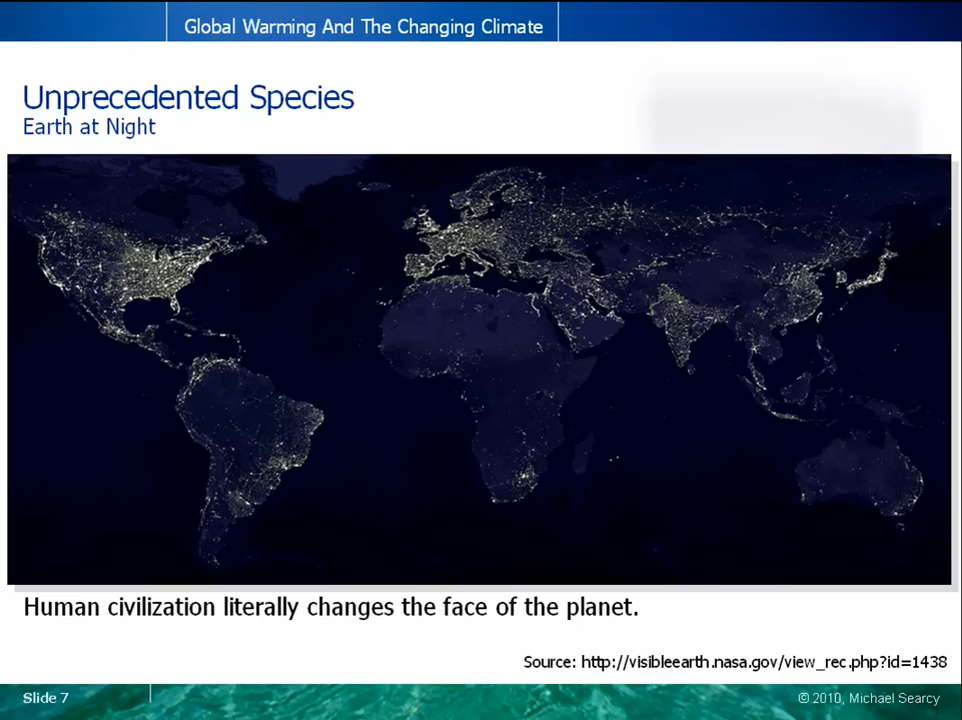 Global Warming And The Changing Climate
Unprecedented Species
Earth at Night
Human civilization literally changes the face of the planet.
Source: http://visibleearth.nasa.gov/view_rec.php?id=1438
Slide 7
© 2010, Michael Searcy